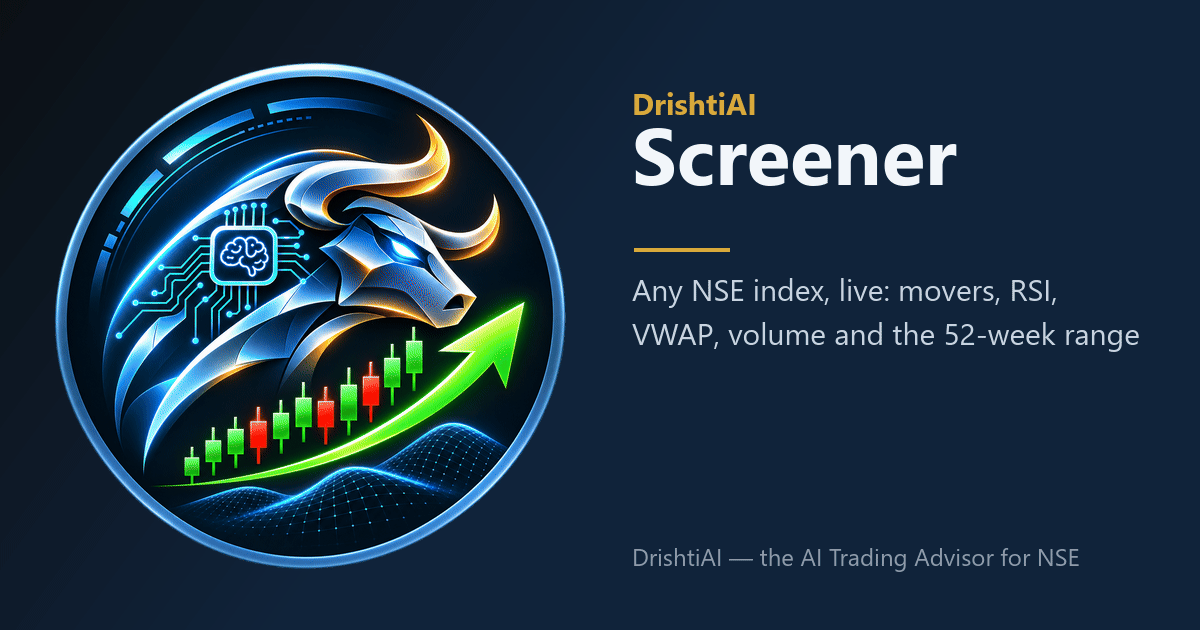 DrishtiAI
Screener
Any NSE index, live: movers, RSI,
VWAP, volume and the 52-week range
DrishtiAI — the AI Trading Advisor for NSE